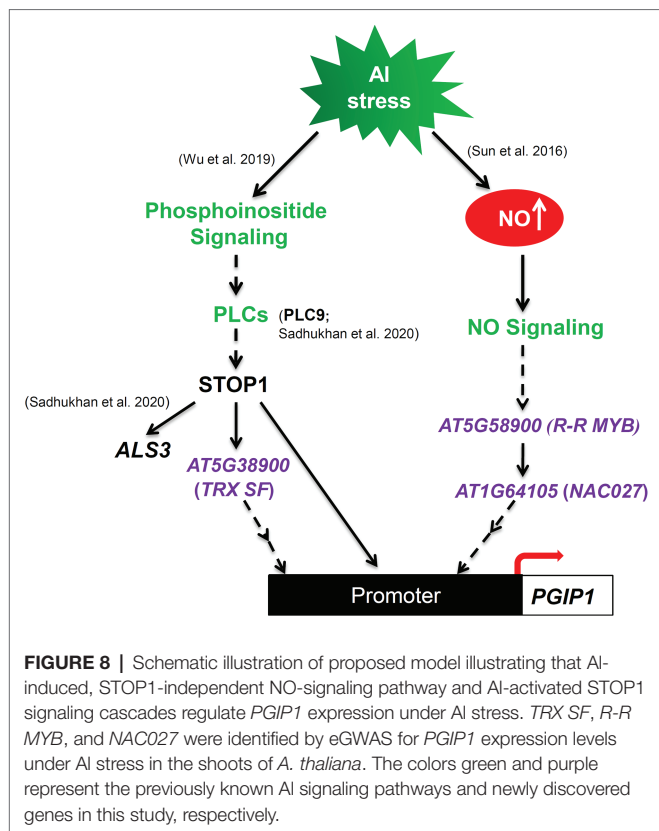 Al
stress
(Wu et al. 2019)
(Sun et al. 2016)
Phosphoinositide
Signaling
NO
PLCs (PLC9;
Sadhukhan et al. 2020)
NO Signaling
STOP1
(Sadhukhan et al. 2020)
ALS3
AT5G38900
(TRX SF)
AT5G58900 (R-R MYB)
AT1G64105 (NAC027)
Promoter
PGIP1
FIGURE 8 | Schematic illustration of proposed model illustrating that Al-
induced, STOP1-independent NO-signaling pathway and Al-activated STOP1
signaling cascades regulate PGIP1 expression under Al stress. TRX SF, R-R
MYB, and NAC027 were identified by eGWAS for PGIP1 expression levels
under Al stress in the shoots of A. thaliana. The colors green and purple
represent the previously known Al signaling pathways and newly discovered
genes in this study, respectively.